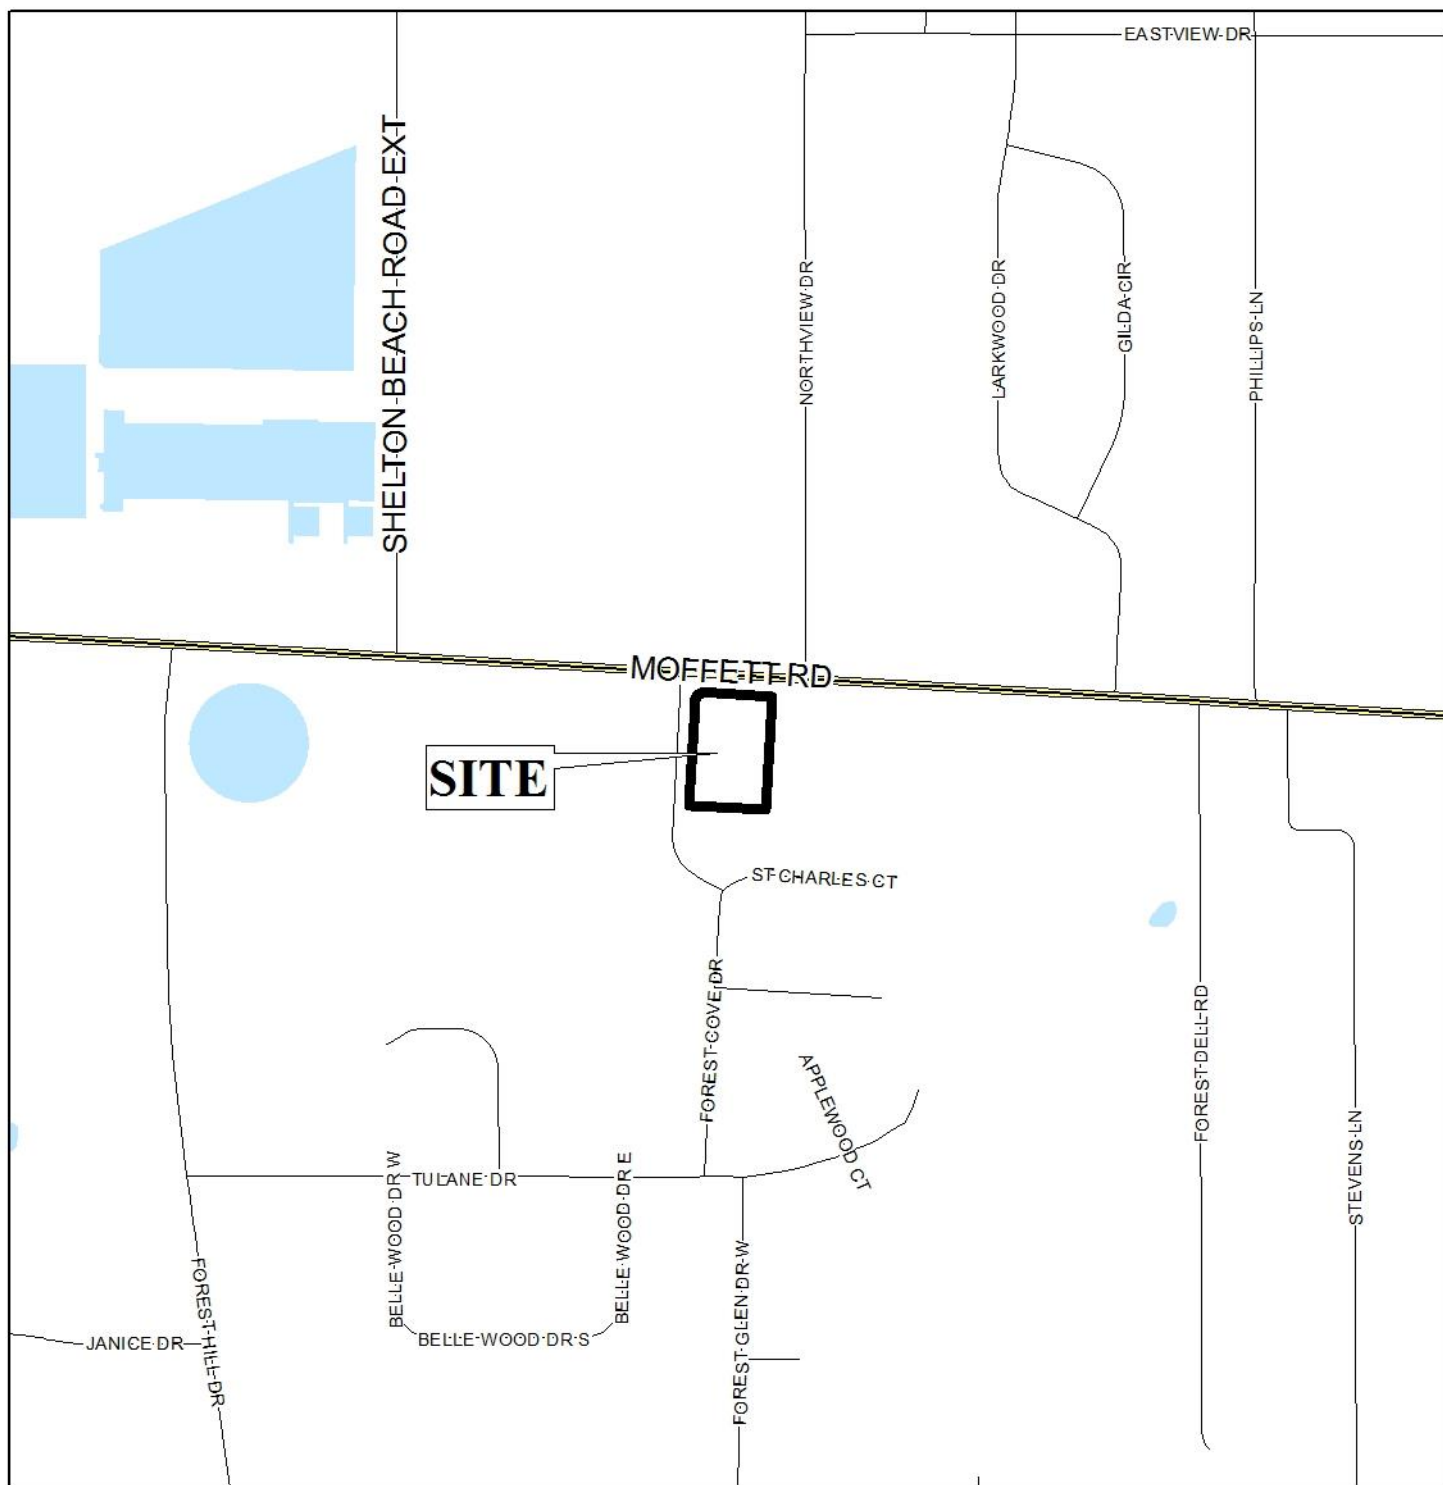 EAST VIEW DR
SHELTON BEACH ROAD EXT
NORTHVIEW DR
LARKWOOD DR
GILDA CIR
PHILLIPS LN
MOFFETT RD
SITE
ST CHARLES CT
FOREST COVE DR
FOREST DELL RD
APPLEWOOD CT
STEVENS LN
BELLE WOOD DR W
TULANE DR
BELLE WOOD DR E
FOREST HILL DR
FOREST GLEN DR W
JANICE DR
BELLE WOOD DR S